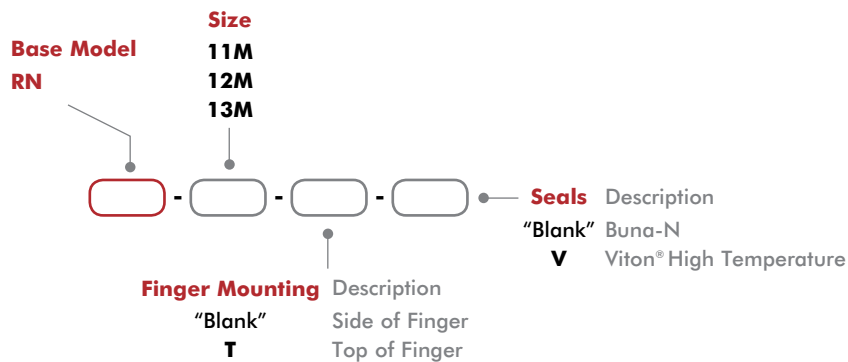 Size
Base Model
11M
RN
12M
13M
- - -
Seals Description
"Blank" Buna-N
V Viton® High Temperature
Finger Mounting Description
"Blank" Side of Finger
T Top of Finger